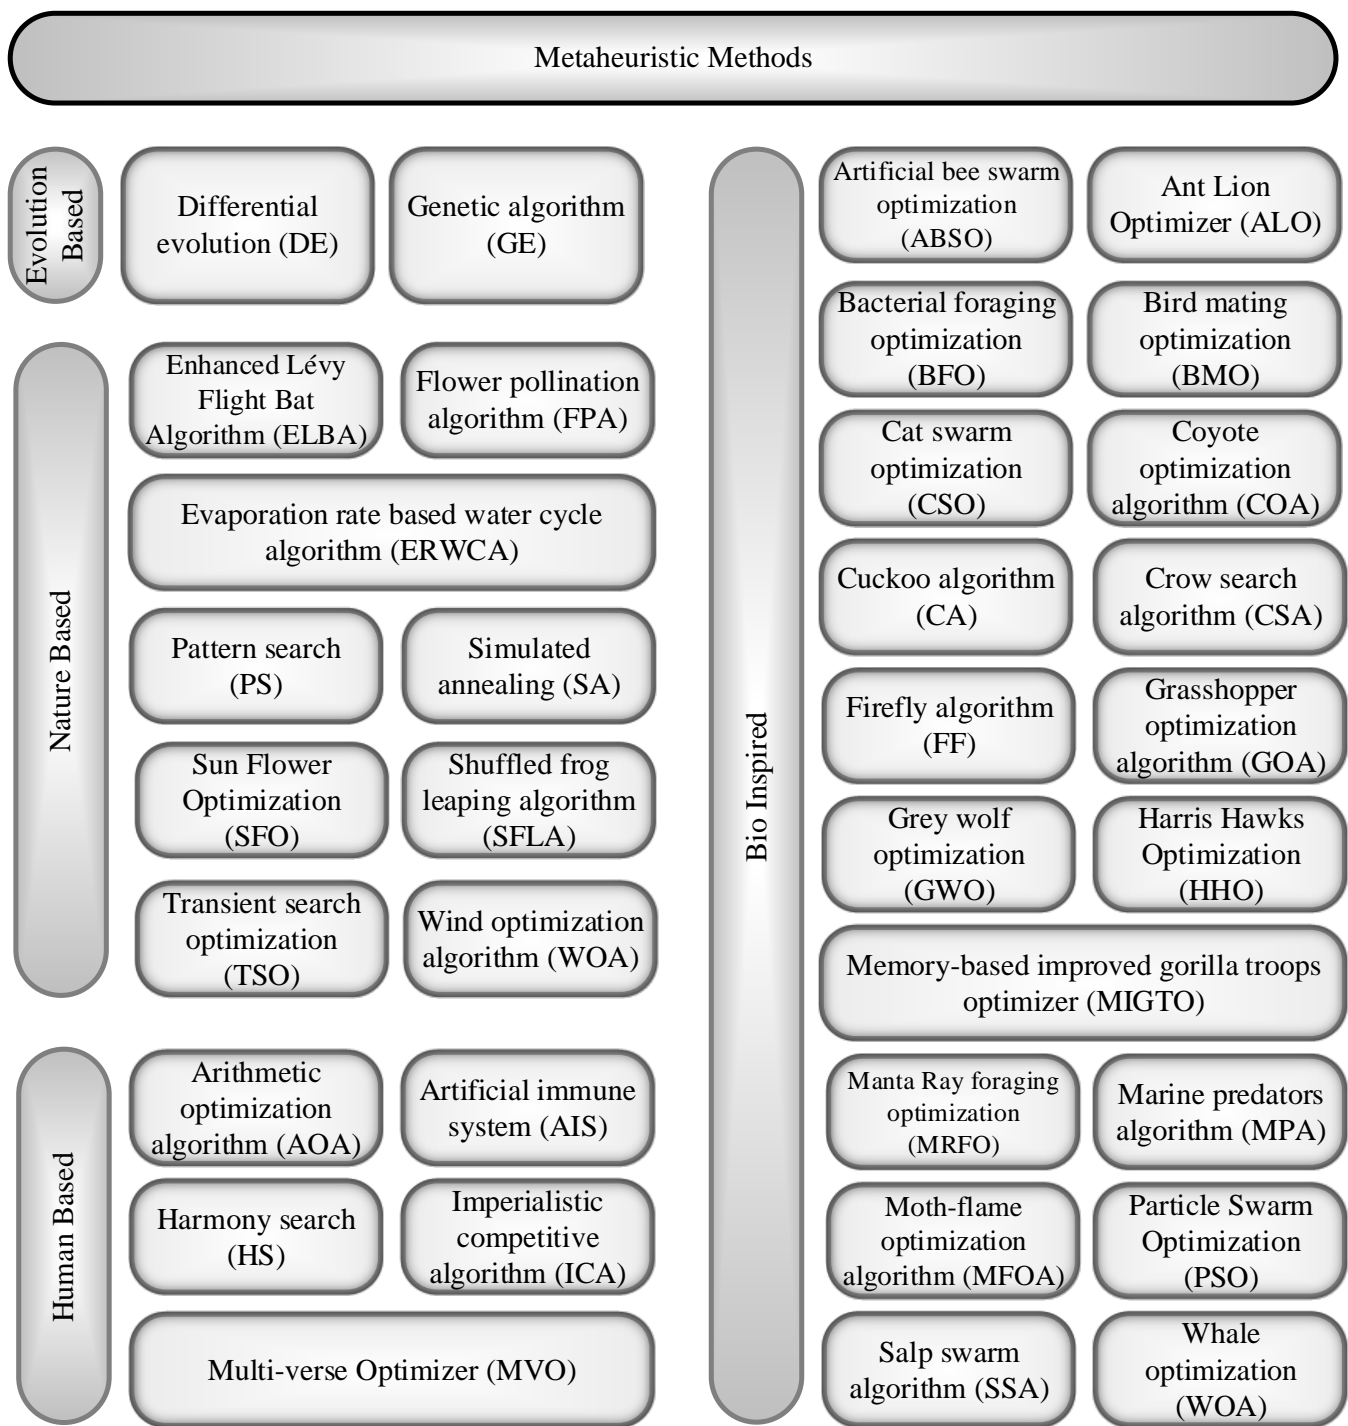 Metaheuristic Methods
Evolution
Based
Differential
evolution (DE)
Genetic algorithm
(GE)
Nature Based
Enhanced Lévy
Flight Bat
Algorithm (ELBA)
Flower pollination
algorithm (FPA)
Evaporation rate based water cycle
algorithm (ERWCA)
Pattern search
(PS)
Simulated
annealing (SA)
Sun Flower
Optimization
(SFO)
Shuffled frog
leaping algorithm
(SFLA)
Transient search
optimization
(TSO)
Wind optimization
algorithm (WOA)
Human Based
Arithmetic
optimization
algorithm (AOA)
Artificial immune
system (AIS)
Harmony search
(HS)
Imperialistic
competitive
algorithm (ICA)
Multi-verse Optimizer (MVO)
Bio Inspired
Artificial bee swarm
optimization
(ABSO)
Ant Lion
Optimizer (ALO)
Bacterial foraging
optimization
(BFO)
Bird mating
optimization
(BMO)
Cat swarm
optimization
(CSO)
Coyote
optimization
algorithm (COA)
Cuckoo algorithm
(CA)
Crow search
algorithm (CSA)
Firefly algorithm
(FF)
Grasshopper
optimization
algorithm (GOA)
Grey wolf
optimization
(GWO)
Harris Hawks
Optimization
(HHO)
Memory-based improved gorilla troops
optimizer (MIGTO)
Manta Ray foraging
optimization
(MRFO)
Marine predators
algorithm (MPA)
Moth-flame
optimization
algorithm (MFOA)
Particle Swarm
Optimization
(PSO)
Salp swarm
algorithm (SSA)
Whale
optimization
(WOA)